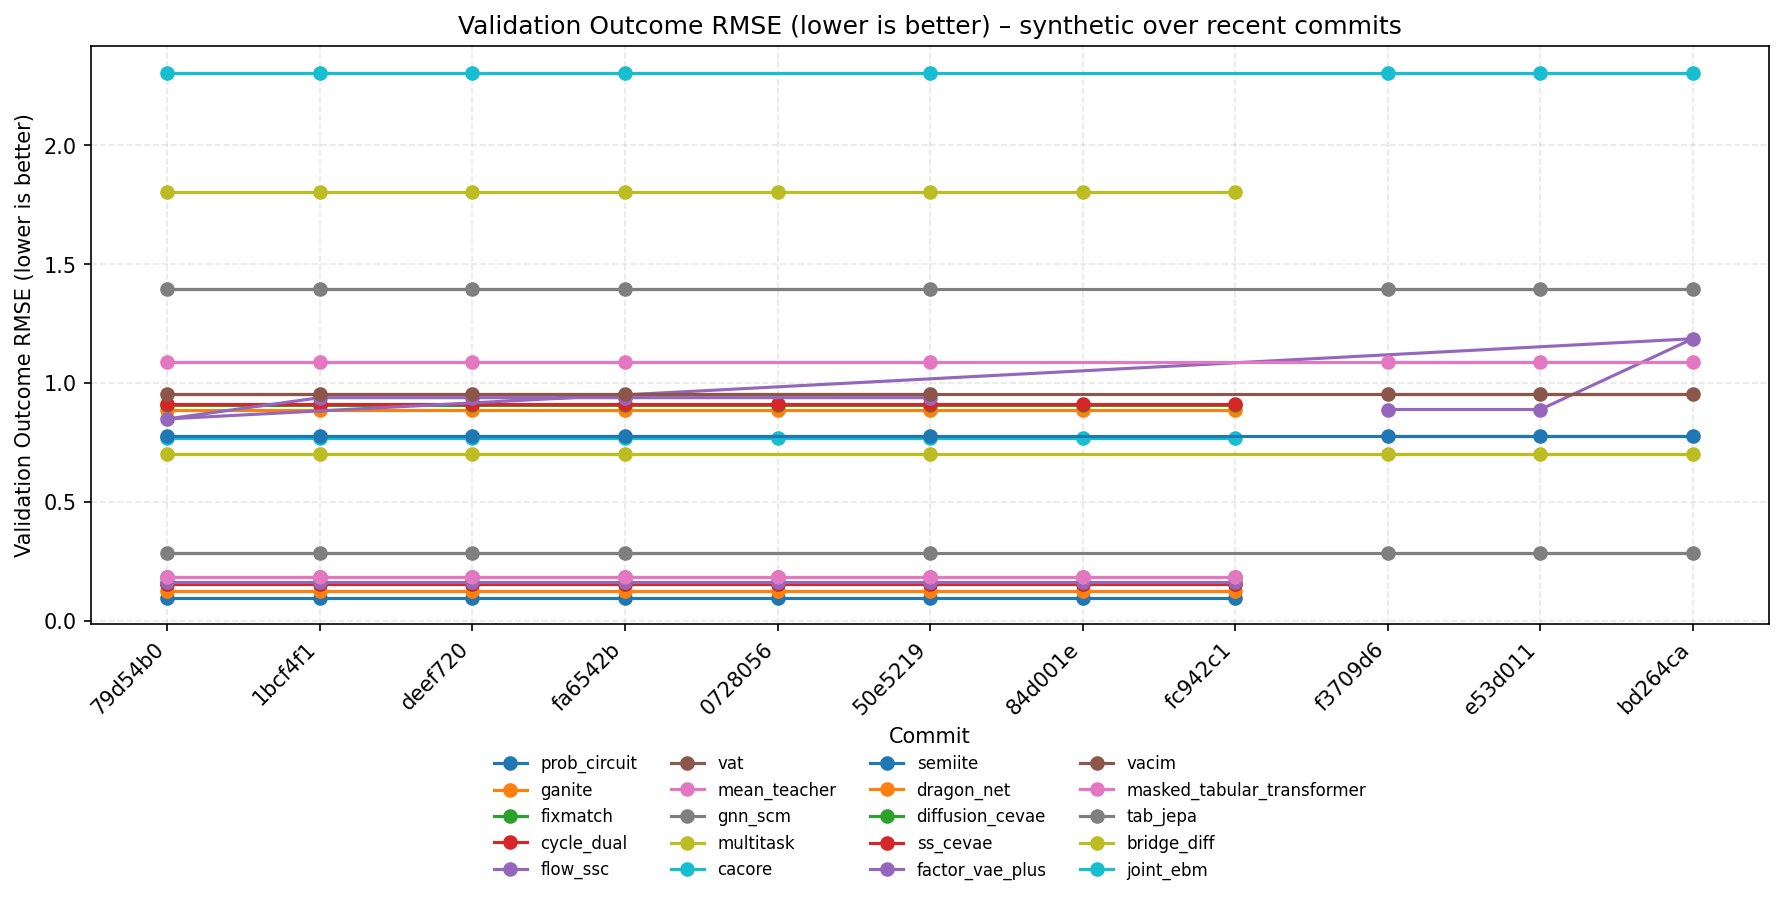 Validation Outcome RMSE (lower is better) – synthetic over recent commits
Validation Outcome RMSE (lower is better)
2.0
1.5
1.0
0.5
0.0
79d54b0
1bcf4f1
deef720
fa6542b
0728056
50e5219
84d001e
fc942c1
f3709d6
e53d011
bd264ca
Commit
prob_circuit
ganite
fixmatch
cycle_dual
flow_ssc
vat
mean_teacher
gnn_scm
multitask
cacore
semiite
dragon_net
diffusion_cevae
ss_cevae
factor_vae_plus
vacim
masked_tabular_transformer
tab_jepa
bridge_diff
joint_ebm